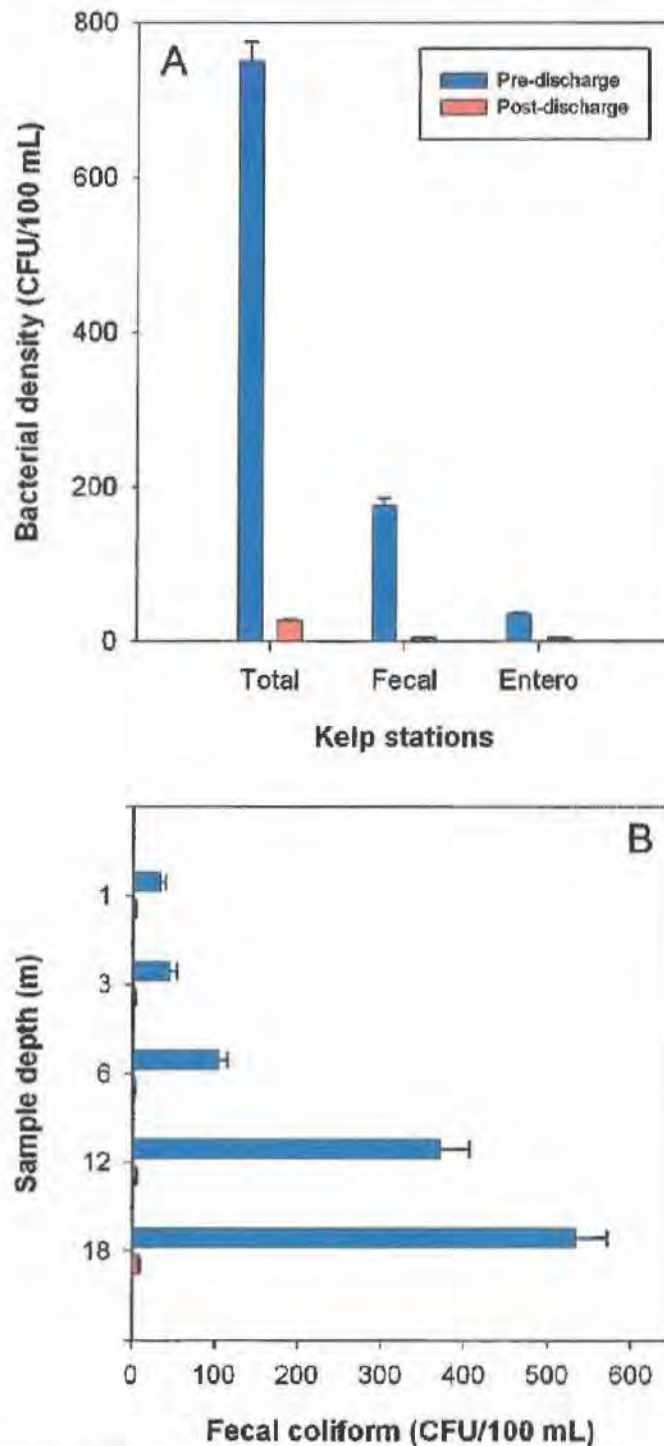 800
A
Pre-discharge
Post-discharge
600
400
200
0
Bacterial density (CFU/100 mL)
Total Fecal Entero
Kelp stations
B
1
3
6
12
18
Sample depth (m)
0 100 200 300 400 500 600
Fecal coliform (CFU/100 mL)